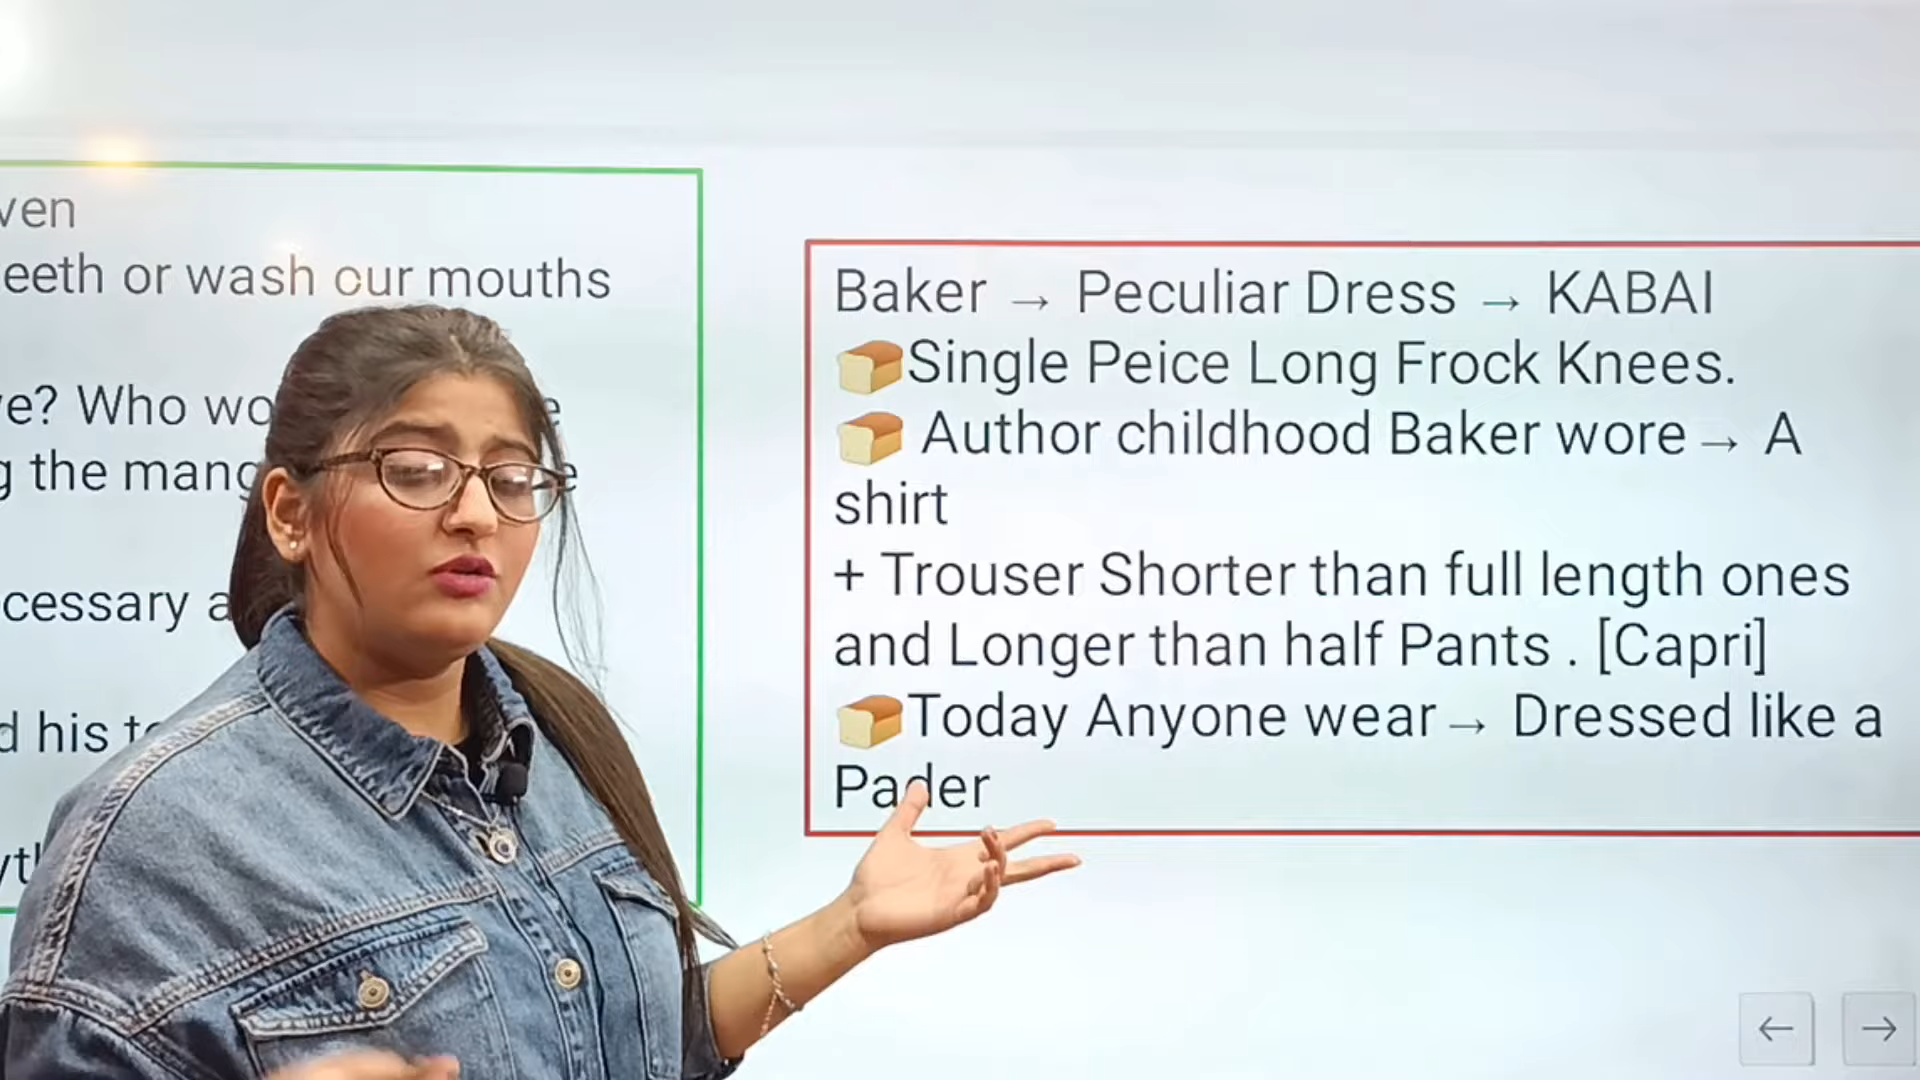 ven
eeth or wash our mouths
e? Who
the
cessary
d his
Baker → Peculiar Dress → KABAI
Single Peice Long Frock Knees.
Author childhood Baker wore → A
shirt
+ Trouser Shorter than full length ones
and Longer than half Pants . [Capri]
Today Anyone wear → Dressed like a
Pader